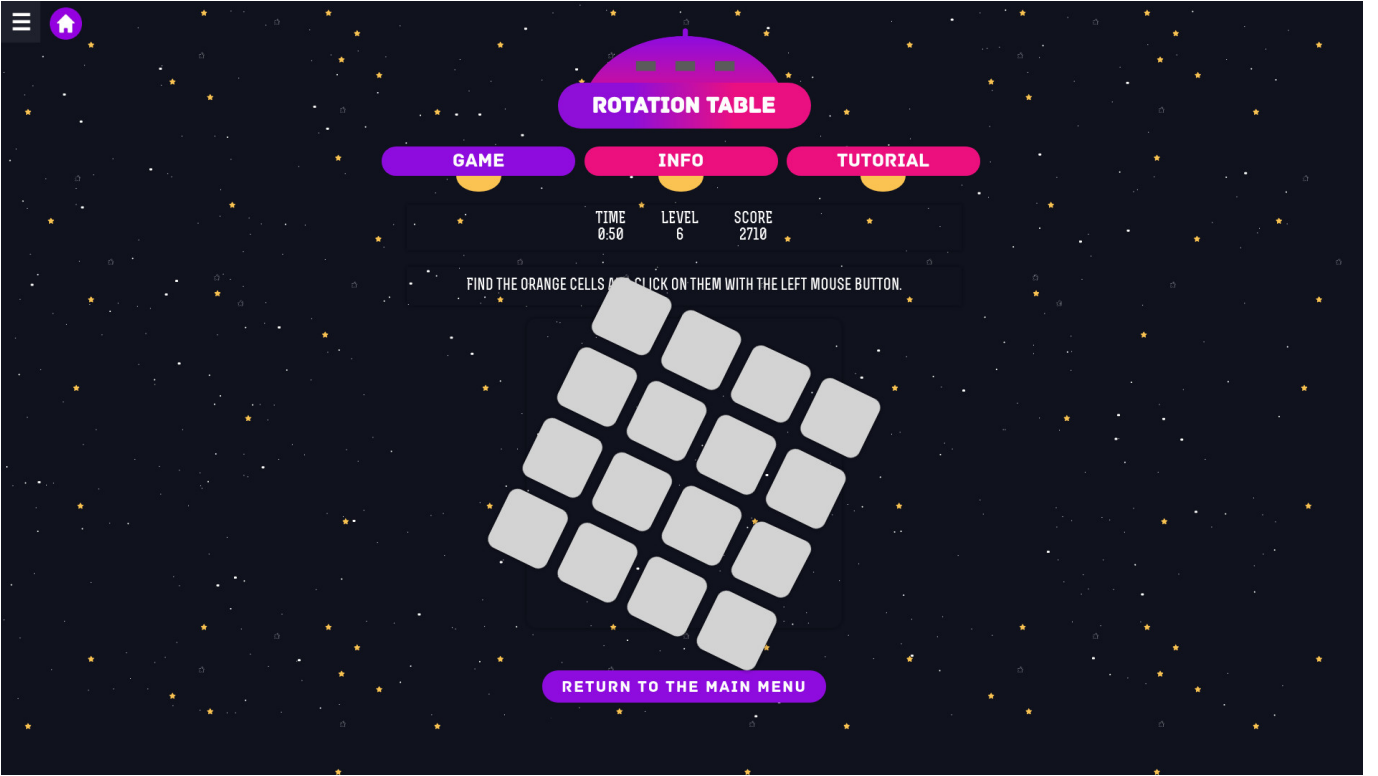 ROTATION TABLE
GAME INFO TUTORIAL
TIME LEVEL SCORE
0:50 6 2710
FIND THE ORANGE CELLS CLICK ON THEM WITH THE LEFT MOUSE BUTTON.
RETURN TO THE MAIN MENU